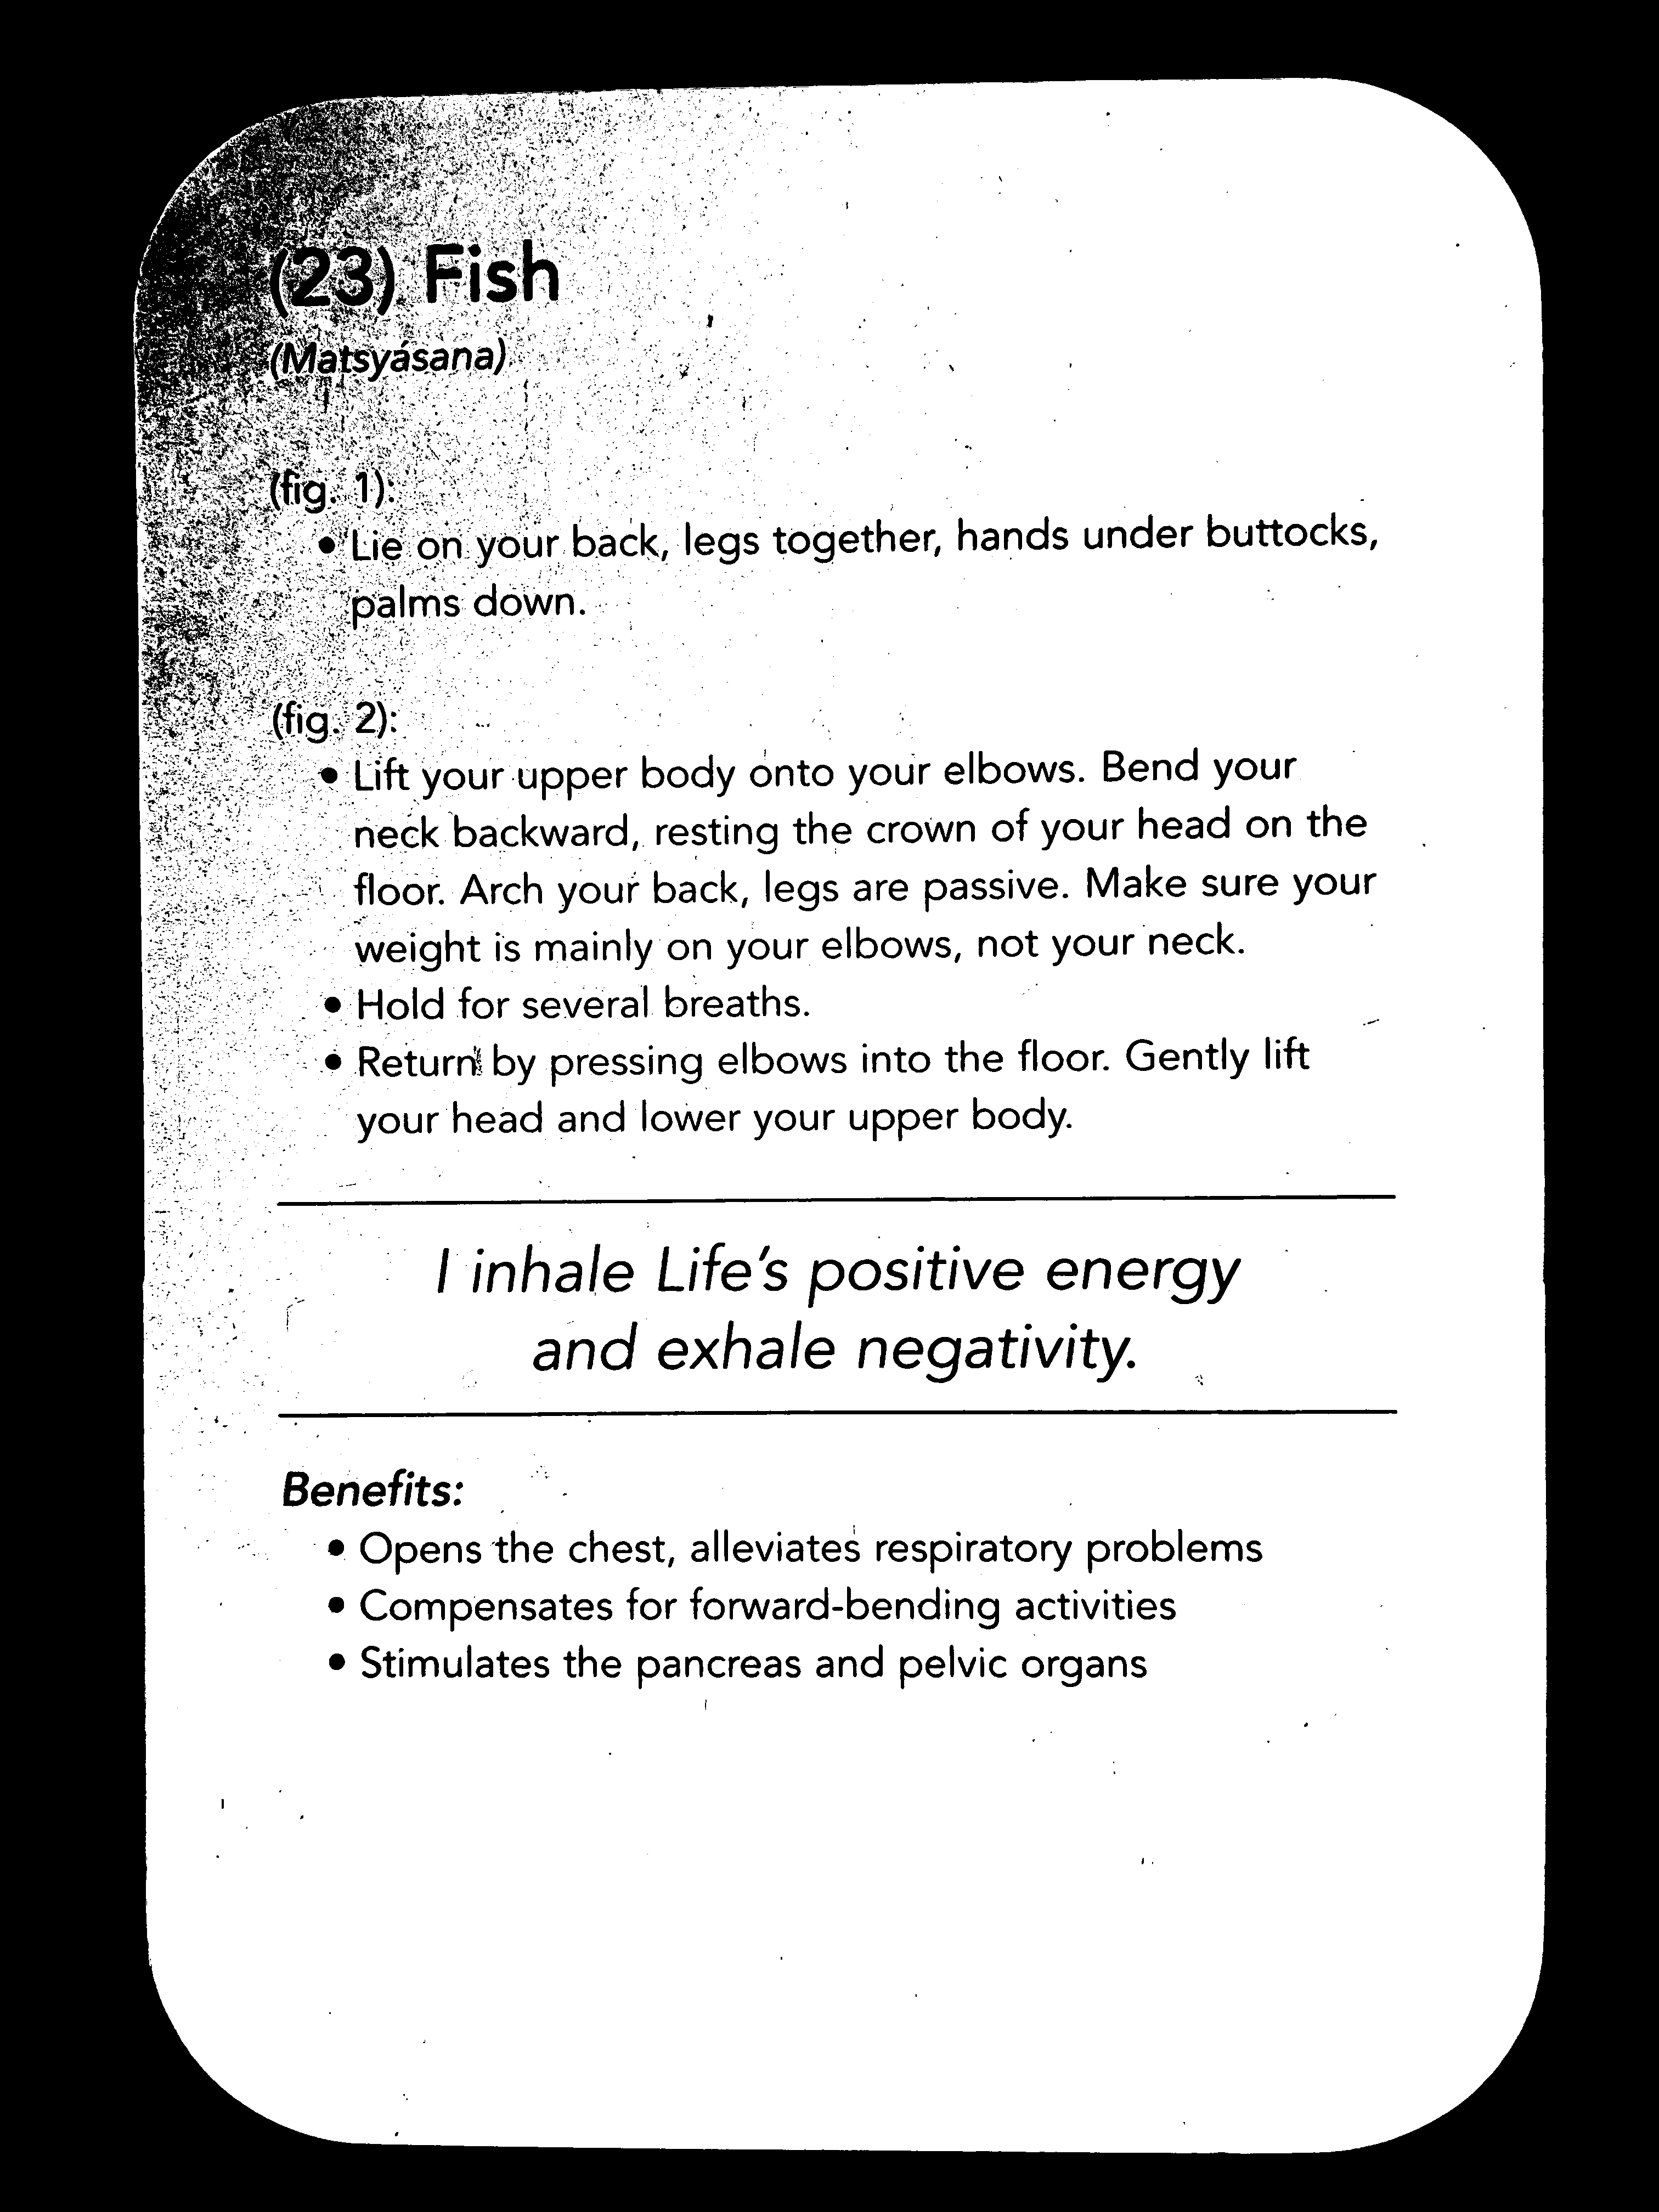 (23) Fish
(Matsyásana)
(fig. 1):
• Lie on your back, legs together, hands under buttocks,
palms down.
(fig. 2):
• Lift your upper body onto your elbows. Bend your
neck backward, resting the crown of your head on the
floor. Arch your back, legs are passive. Make sure your
weight is mainly on your elbows, not your neck.
• Hold for several breaths.
• Return by pressing elbows into the floor. Gently lift
your head and lower your upper body.
I inhale Life's positive energy
and exhale negativity.
Benefits:
• Opens the chest, alleviates respiratory problems
• Compensates for forward-bending activities
• Stimulates the pancreas and pelvic organs